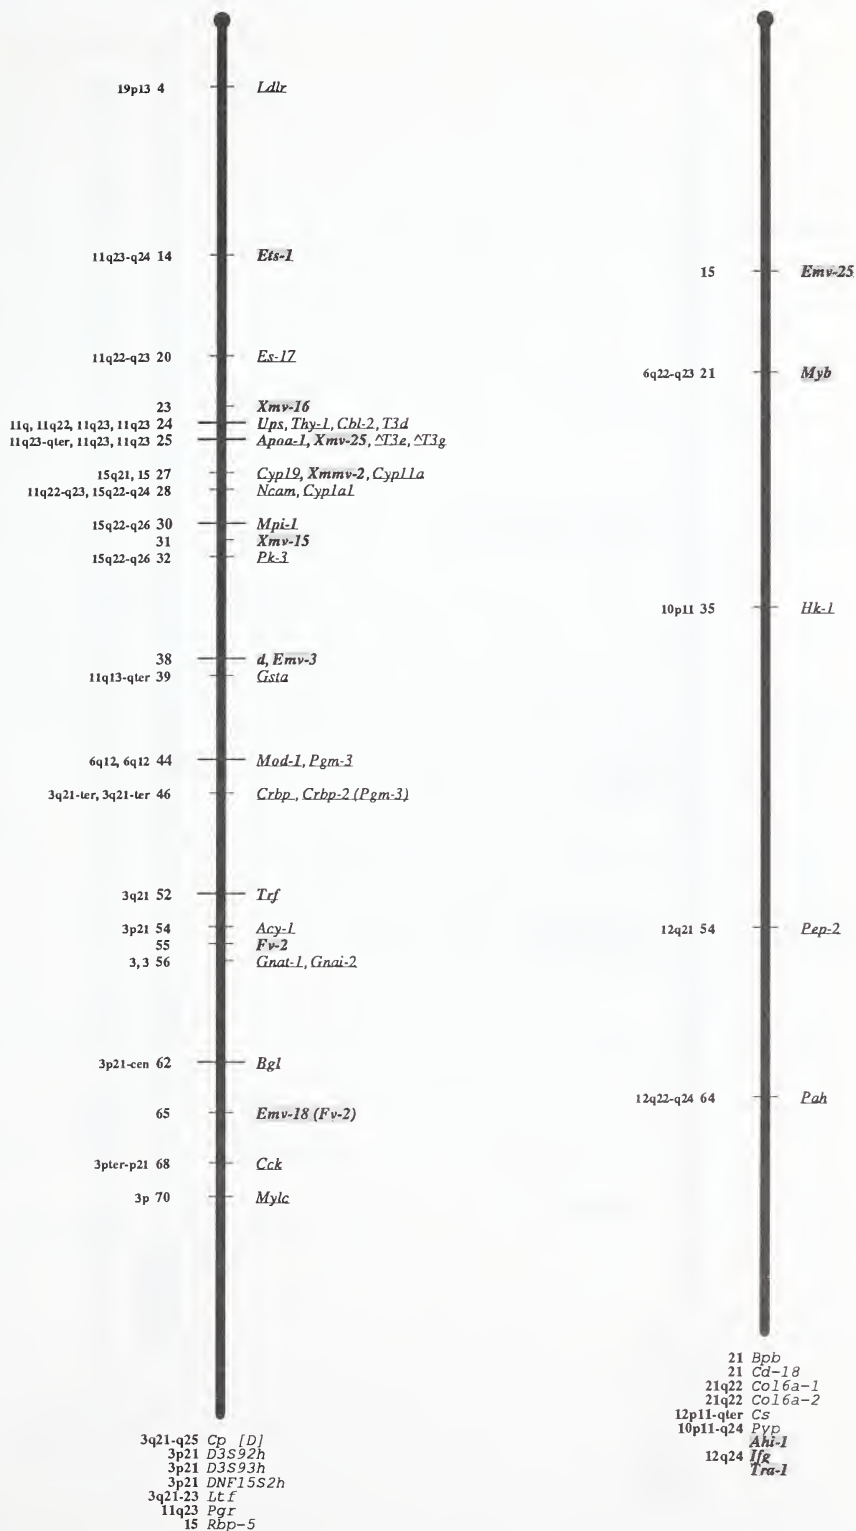 19p13 4 Ldlr
11q23-q24 14 Ets-1
11q22-q23 20 Es-17
23 Xmv-16
11q, 11q22, 11q23, 11q23 24 Ups, Thy-1, Cbl-2, T3d
11q23-qter, 11q23, 11q23 25 Apoa-1, Xmv-25, ^T3e, ^T3g
15q21, 15 27 Cyp19, Xmmv-2, Cyp11a
11q22-q23, 15q22-q24 28 Ncam, Cyp1a1
15q22-q26 30 Mpi-1
31 Xmv-15
15q22-q26 32 Pk-3
38 d, Emv-3
11q13-qter 39 Gsta
6q12, 6q12 44 Mod-1, Pgm-3
3q21-ter, 3q21-ter 46 Crbp, Crbp-2 (Pgm-3)
3q21 52 Trf
3p21 54 Acy-1
55 Fv-2
3, 3 56 Gnat-1, Gnai-2
3p21-cen 62 Bgl
65 Emv-18 (Fv-2)
3pter-p21 68 Cck
3p 70 Mylc
3q21-q25 Cp [D]
3p21 D3S92h
3p21 D3S93h
3p21 DNF15S2h
3q21-23 Ltf
11q23 Pgr
15 Rbp-5
15 Emv-25
6q22-q23 21 Myb
10p11 35 Hk-1
12q21 54 Pep-2
12q22-q24 64 Pah
21 Bpb
21 Cd-18
21q22 Col6a-1
21q22 Col6a-2
12p11-qter Cs
10p11-q24 Pyp
Ahi-1
12q24 Ifg
Tra-1